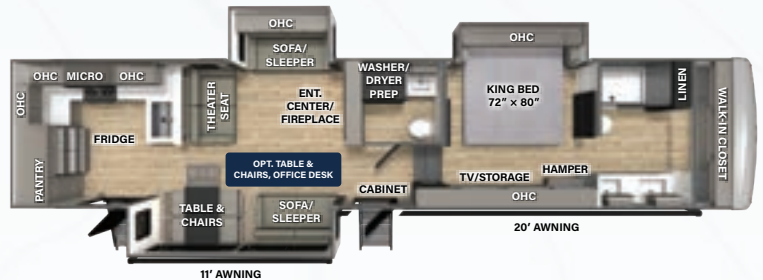 OHC
SOFA/
SLEEPER
OHC
MICRO
OHC
OHC
THEATER
SEAT
ENT.
CENTER/
FIREPLACE
WASHER/
DRYER
PREP
OHC
KING BED
72" × 80"
LINEN
WALK-IN CLOSET
FRIDGE
PANTRY
OPT. TABLE &
CHAIRS, OFFICE DESK
TABLE &
CHAIRS
SOFA/
SLEEPER
CABINET
TV/STORAGE
HAMPER
OHC
20' AWNING
11' AWNING